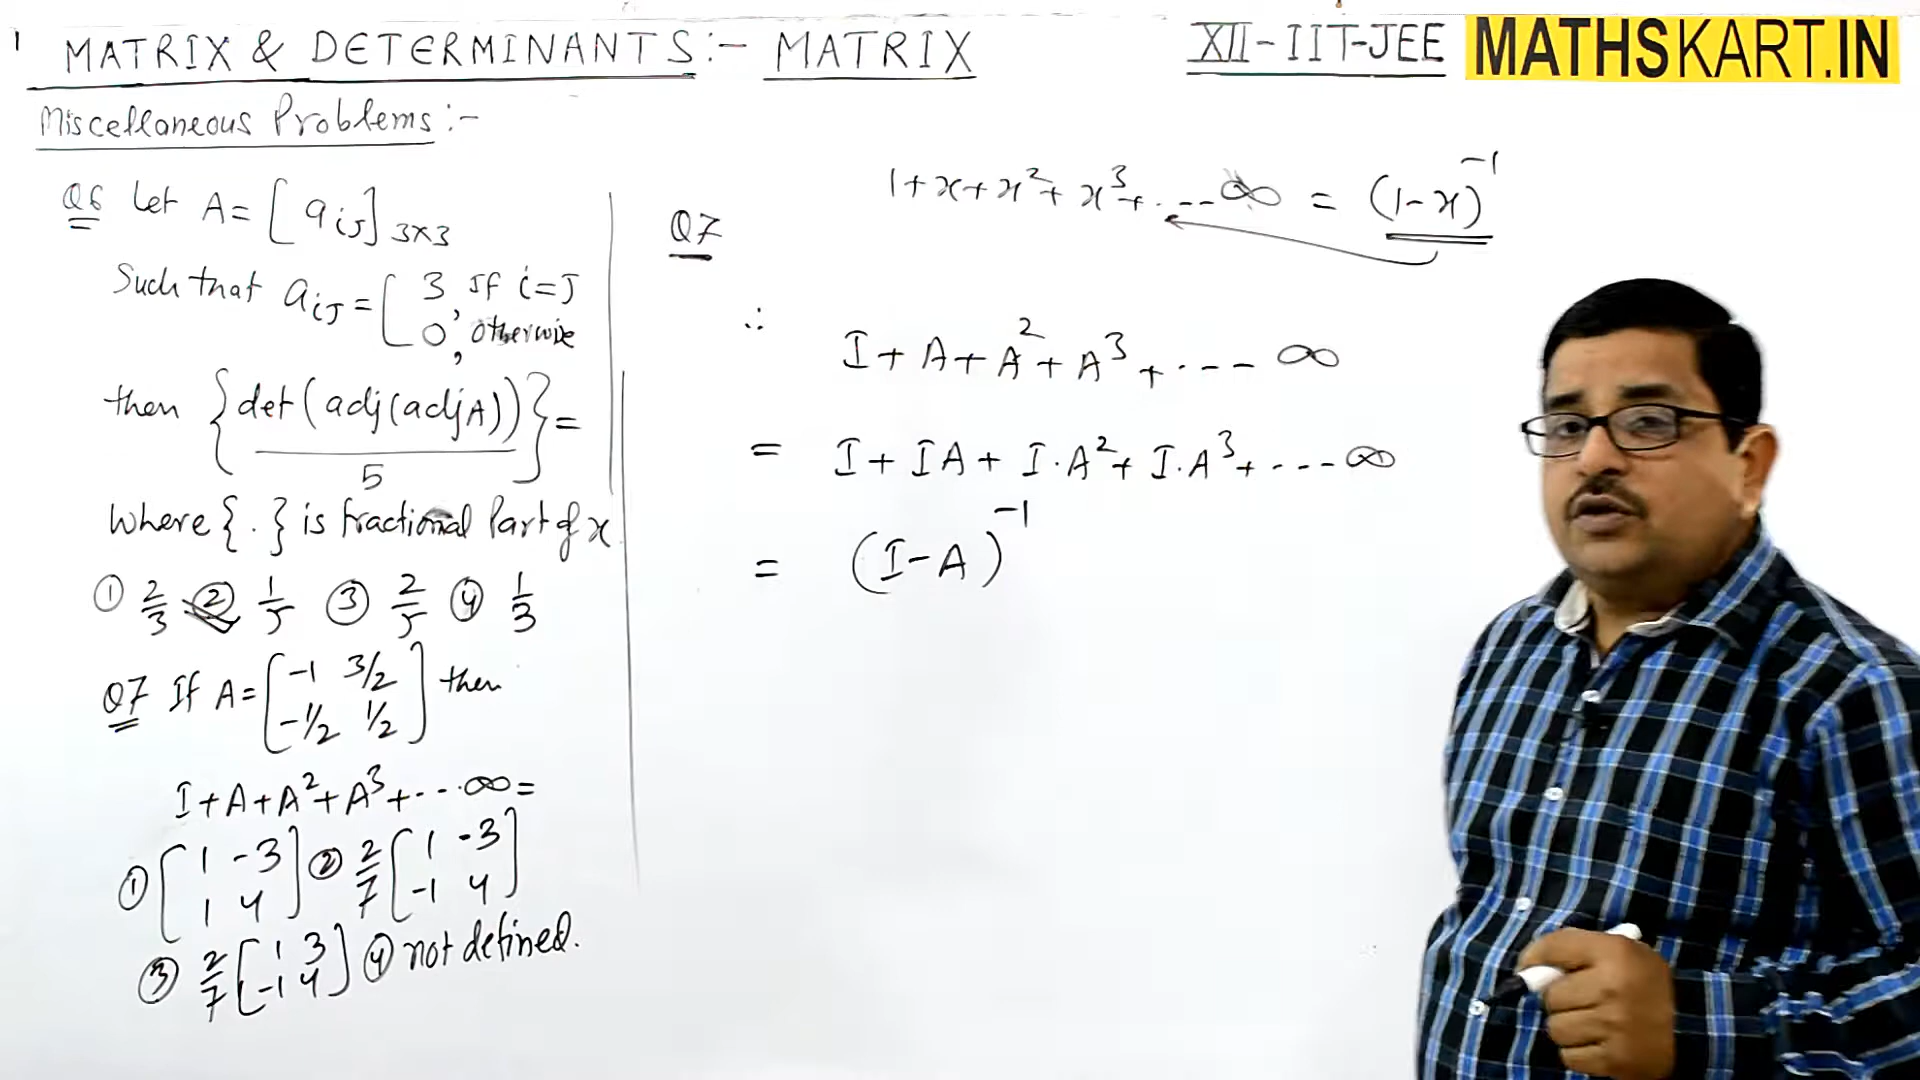 1 MATRIX & DETERMINANTS:- MATRIX XII-IIT-JEE MATHSKART.IN
Miscellaneous Problems:-
Q6 Let A = [aij]3×3
Such that aij = [ 3, If i=J
0, otherwise
then {det(adj(adjA))/5} =
Where {.} is fractional Part of x
① 2/3 ② 1/5 ③ 2/5 ④ 1/3
Q7 If A = [-1 3/2
-1/2 1/2] then
I+A+A²+A³+---∞=
① [1 -3
1 4] ② 2/7 [1 -3
-1 4]
③ 2/7 [1 3
-1 4] ④ not defined.
Q7
1+x+x²+x³+---∞ = (1-x)⁻¹
∴ I+A+A²+A³+----∞
= I+IA+I·A²+I·A³+----∞
= (I-A)⁻¹